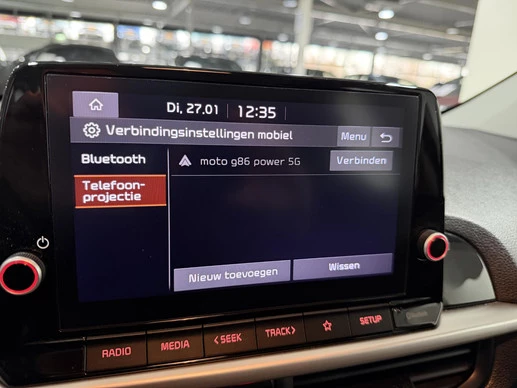 Di, 27.01 12:35
Verbindingsinstellingen mobiel Menu
Bluetooth
moto g86 power 5G Verbinden
Telefoon-
projectie
Nieuw toevoegen Wissen
RADIO MEDIA <SEEK TRACK> ☆ SETUP